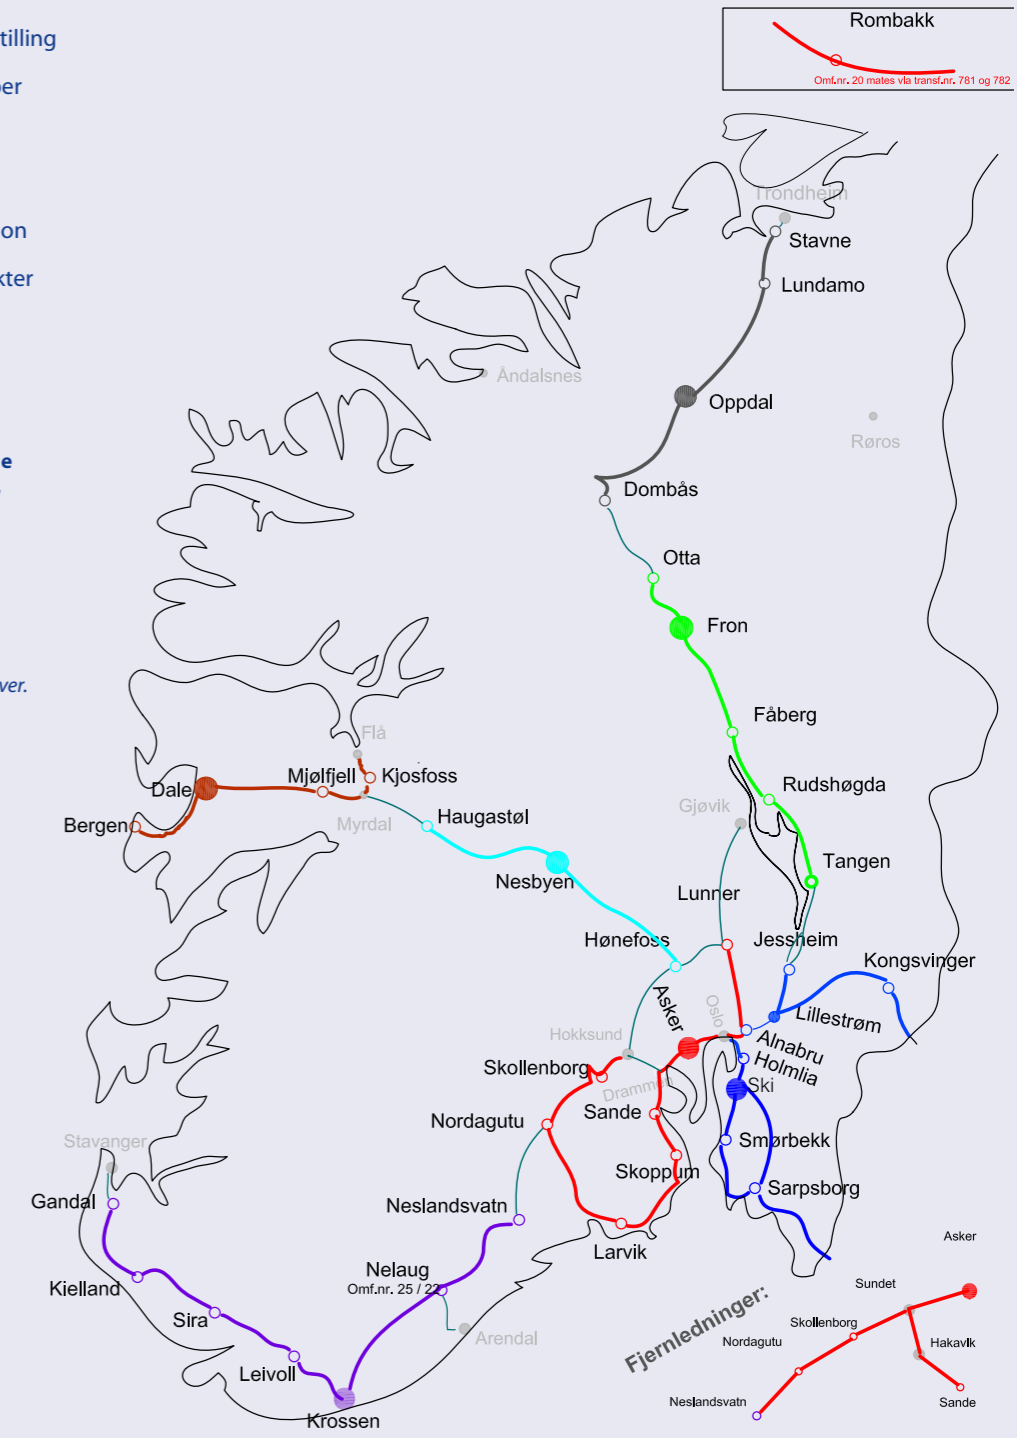 tilling
er
on
kter
e
ver.
Rombakk
Omf.nr. 20 mates via transf.nr. 781 og 782
Trondheim
Stavne
Lundamo
Åndalsnes
Oppdal
Røros
Dombås
Otta
Fron
Fåberg
Flå
Mjølfjell
Kjosfoss
Dale
Rudshøgda
Bergen
Myrdal
Haugastøl
Gjøvik
Tangen
Nesbyen
Lunner
Hønefoss
Jessheim
Kongsvinger
Asker
Oslo
Lillestrøm
Hokksund
Alnabru
Holmlia
Skollenborg
Drammen
Ski
Nordagutu
Sande
Stavanger
Smørbekk
Skoppum
Gandal
Neslandsvatn
Sarpsborg
Larvik
Asker
Kielland
Nelaug
Omf.nr. 25 / 22
Sundet
Sira
Arendal
Fjernledninger:
Skollenborg
Nordagutu
Hakavik
Leivoll
Neslandsvatn
Sande
Krossen